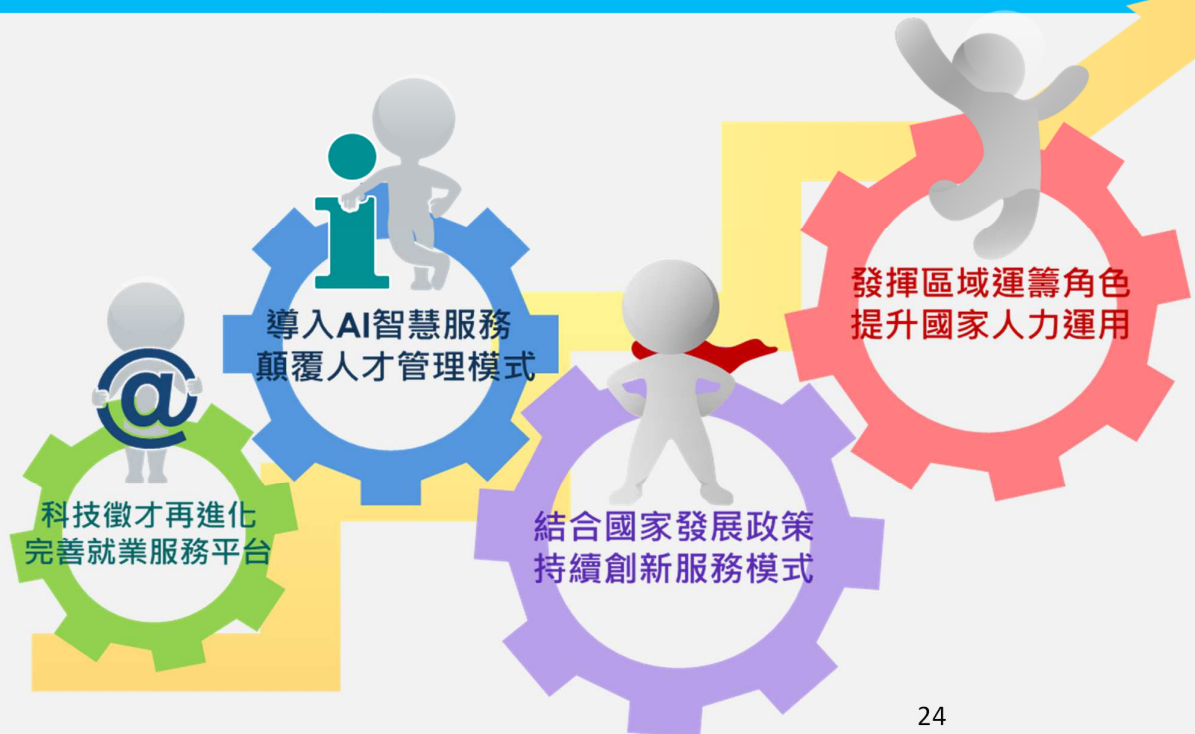 科技徵才再進化
完善就業服務平台
導入AI智慧服務
顛覆人才管理模式
結合國家發展政策
持續創新服務模式
發揮區域運籌角色
提升國家人力運用
24